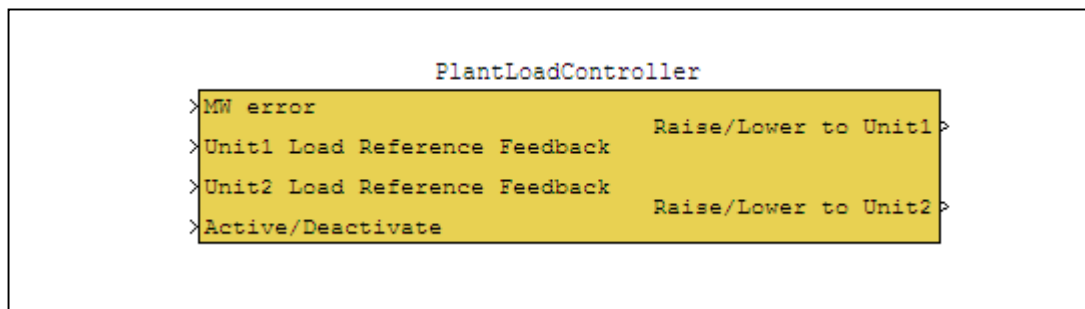 PlantLoadController
MW error
Raise/Lower to Unit1
Unit1 Load Reference Feedback
Unit2 Load Reference Feedback
Raise/Lower to Unit2
Active/Deactivate